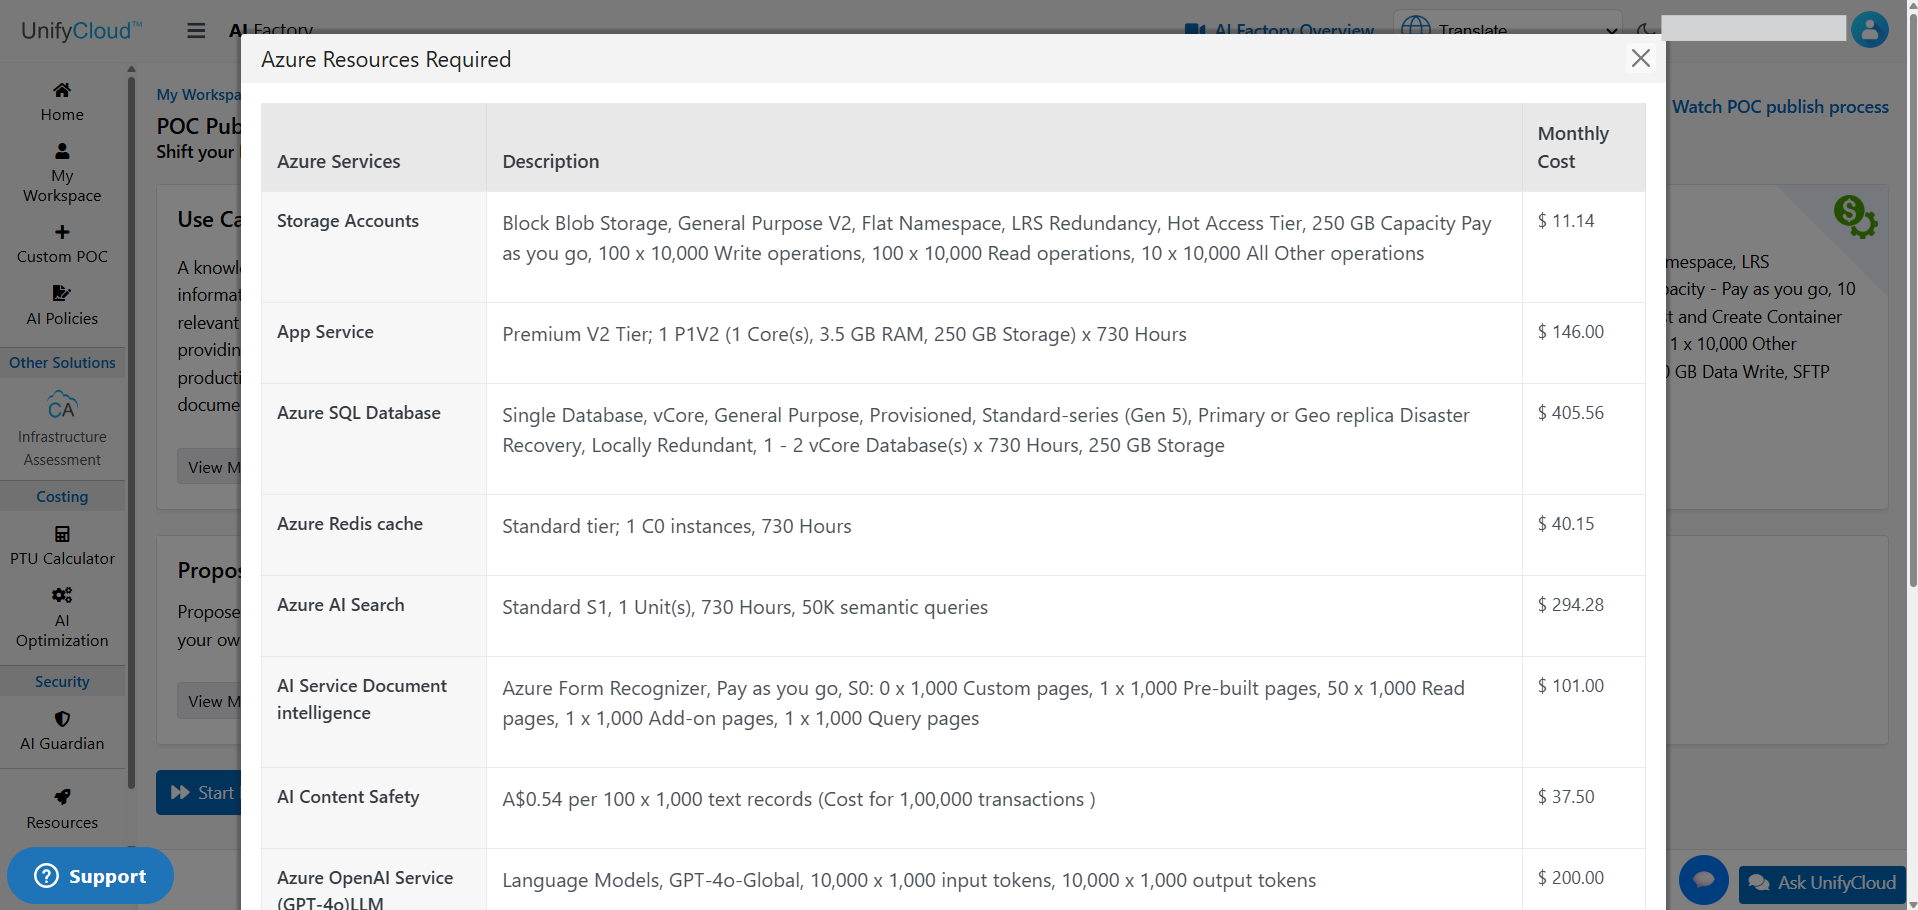 UnifyCloud™
AI Factory
AI Factory Overview
Translate
Azure Resources Required
Home
My
Workspace
Custom POC
AI Policies
Other Solutions
CA
Infrastructure
Assessment
Costing
PTU Calculator
AI
Optimization
Security
AI Guardian
Resources
Support
My Workspa
POC Pub
Shift your
Watch POC publish process
Use Ca
A knowl
informat
relevant
providin
producti
docume
View M
Propos
Propose
your ow
View M
Start
Azure Services
Description
Monthly
Cost
Storage Accounts
Block Blob Storage, General Purpose V2, Flat Namespace, LRS Redundancy, Hot Access Tier, 250 GB Capacity Pay
as you go, 100 x 10,000 Write operations, 100 x 10,000 Read operations, 10 x 10,000 All Other operations
$ 11.14
App Service
Premium V2 Tier; 1 P1V2 (1 Core(s), 3.5 GB RAM, 250 GB Storage) x 730 Hours
$ 146.00
Azure SQL Database
Single Database, vCore, General Purpose, Provisioned, Standard-series (Gen 5), Primary or Geo replica Disaster
Recovery, Locally Redundant, 1 - 2 vCore Database(s) x 730 Hours, 250 GB Storage
$ 405.56
Azure Redis cache
Standard tier; 1 C0 instances, 730 Hours
$ 40.15
Azure AI Search
Standard S1, 1 Unit(s), 730 Hours, 50K semantic queries
$ 294.28
AI Service Document
intelligence
Azure Form Recognizer, Pay as you go, S0: 0 x 1,000 Custom pages, 1 x 1,000 Pre-built pages, 50 x 1,000 Read
pages, 1 x 1,000 Add-on pages, 1 x 1,000 Query pages
$ 101.00
AI Content Safety
A$0.54 per 100 x 1,000 text records (Cost for 1,00,000 transactions )
$ 37.50
Azure OpenAI Service
(GPT-4o)LLM
Language Models, GPT-4o-Global, 10,000 x 1,000 input tokens, 10,000 x 1,000 output tokens
$ 200.00
mespace, LRS
acity - Pay as you go, 10
t and Create Container
1 x 10,000 Other
GB Data Write, SFTP
Ask UnifyCloud